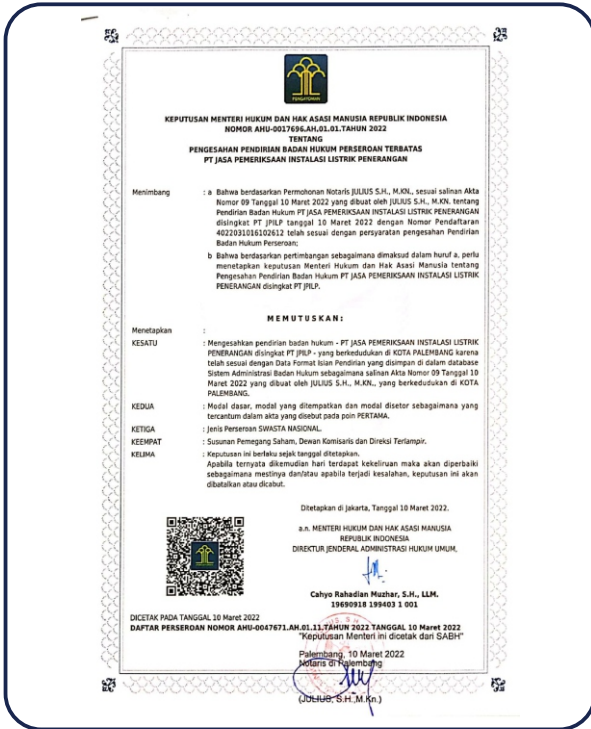 PENGAYOMAN
KEPUTUSAN MENTERI HUKUM DAN HAK ASASI MANUSIA REPUBLIK INDONESIA
NOMOR AHU-0017696.AH.01.01.TAHUN 2022
TENTANG
PENGESAHAN PENDIRIAN BADAN HUKUM PERSEROAN TERBATAS
PT JASA PEMERIKSAAN INSTALASI LISTRIK PENERANGAN
Menimbang : a Bahwa berdasarkan Permohonan Notaris JULIUS S.H., M.KN., sesuai salinan Akta
Nomor 09 Tanggal 10 Maret 2022 yang dibuat oleh JULIUS S.H., M.KN. tentang
Pendirian Badan Hukum PT JASA PEMERIKSAAN INSTALASI LISTRIK PENERANGAN
disingkat PT JPILP tanggal 10 Maret 2022 dengan Nomor Pendaftaran
4022031016102612 telah sesuai dengan persyaratan pengesahan Pendirian
Badan Hukum Perseroan;
b Bahwa berdasarkan pertimbangan sebagaimana dimaksud dalam huruf a, perlu
menetapkan keputusan Menteri Hukum dan Hak Asasi Manusia tentang
Pengesahan Pendirian Badan Hukum PT JASA PEMERIKSAAN INSTALASI LISTRIK
PENERANGAN disingkat PT JPILP.
MEMUTUSKAN:
Menetapkan :
KESATU : Mengesahkan pendirian badan hukum - PT JASA PEMERIKSAAN INSTALASI LISTRIK
PENERANGAN disingkat PT JPILP - yang berkedudukan di KOTA PALEMBANG karena
telah sesuai dengan Data Format Isian Pendirian yang disimpan di dalam database
Sistem Administrasi Badan Hukum sebagaimana salinan Akta Nomor 09 Tanggal 10
Maret 2022 yang dibuat oleh JULIUS S.H., M.KN., yang berkedudukan di KOTA
PALEMBANG.
KEDUA : Modal dasar, modal yang ditempatkan dan modal disetor sebagaimana yang
tercantum dalam akta yang disebut pada poin PERTAMA.
KETIGA : Jenis Perseroan SWASTA NASIONAL.
KEEMPAT : Susunan Pemegang Saham, Dewan Komisaris dan Direksi Terlampir.
KELIMA : Keputusan ini berlaku sejak tanggal ditetapkan.
Apabila ternyata dikemudian hari terdapat kekeliruan maka akan diperbaiki
sebagaimana mestinya dan/atau apabila terjadi kesalahan, keputusan ini akan
dibatalkan atau dicabut.
Ditetapkan di Jakarta, Tanggal 10 Maret 2022.
a.n. MENTERI HUKUM DAN HAK ASASI MANUSIA
REPUBLIK INDONESIA
DIREKTUR JENDERAL ADMINISTRASI HUKUM UMUM,
Cahyo Rahadian Muzhar, S.H., LLM.
19690918 199403 1 001
DICETAK PADA TANGGAL 10 Maret 2022
DAFTAR PERSEROAN NOMOR AHU-0047671.AH.01.11.TAHUN 2022 TANGGAL 10 Maret 2022
"Keputusan Menteri ini dicetak dari SABH"
Palembang, 10 Maret 2022
Notaris di Palembang
(JULIUS, S.H.,M.Kn.)